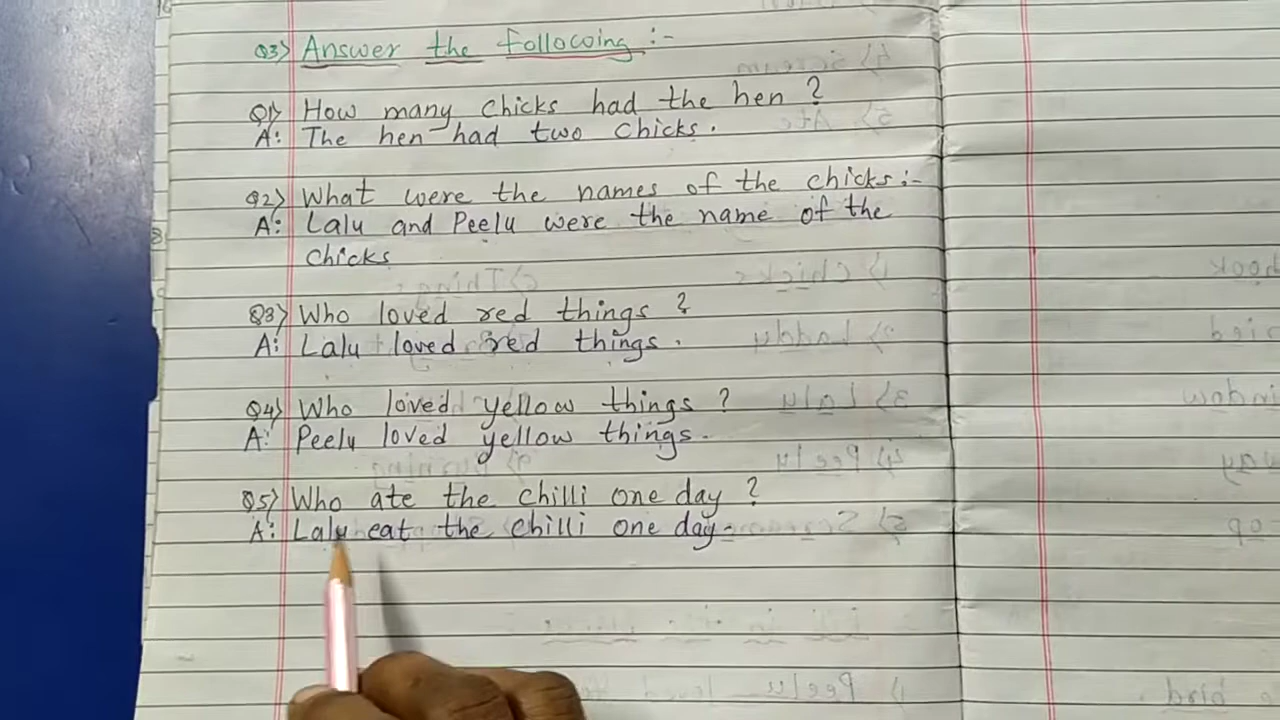 Q3) Answer the following :-
Q1) How many chicks had the hen ?
A: The hen had two chicks.
Q2) What were the names of the chicks:-
A: Lalu and Peelu were the name of the
chicks
Q3) Who loved red things ?
A: Lalu loved red things.
Q4) Who loved yellow things ?
A: Peelu loved yellow things.
Q5) Who ate the chilli one day ?
A: Lalu eat the chilli one day.